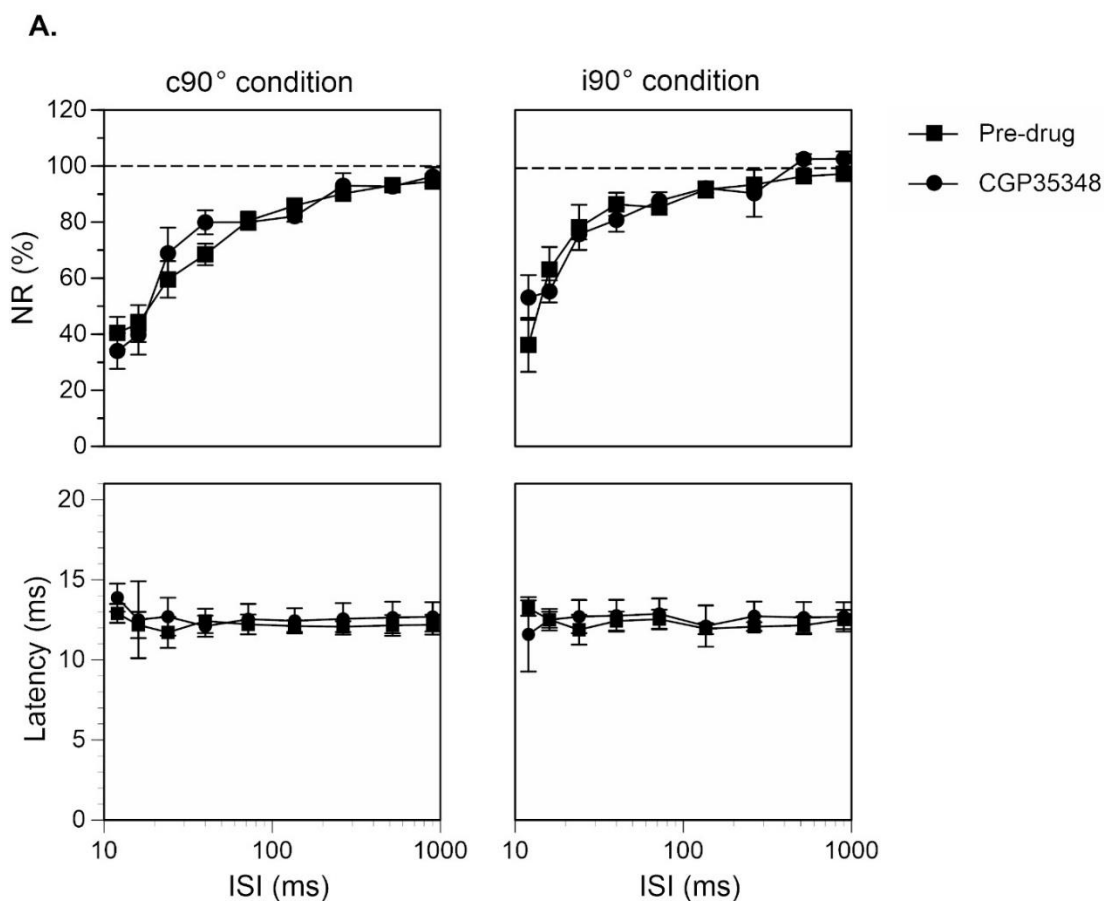 A.
c90° condition
i90° condition
Pre-drug
CGP35348
NR (%)
120
100
80
60
40
20
0
Latency (ms)
20
15
10
5
0
10
100
1000
ISI (ms)
10
100
1000
ISI (ms)